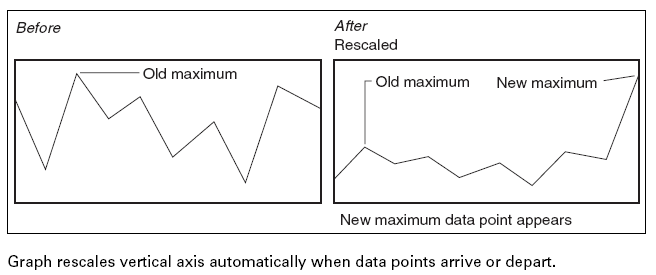 Before
Old maximum
After
Rescaled
Old maximum
New maximum
New maximum data point appears
Graph rescales vertical axis automatically when data points arrive or depart.